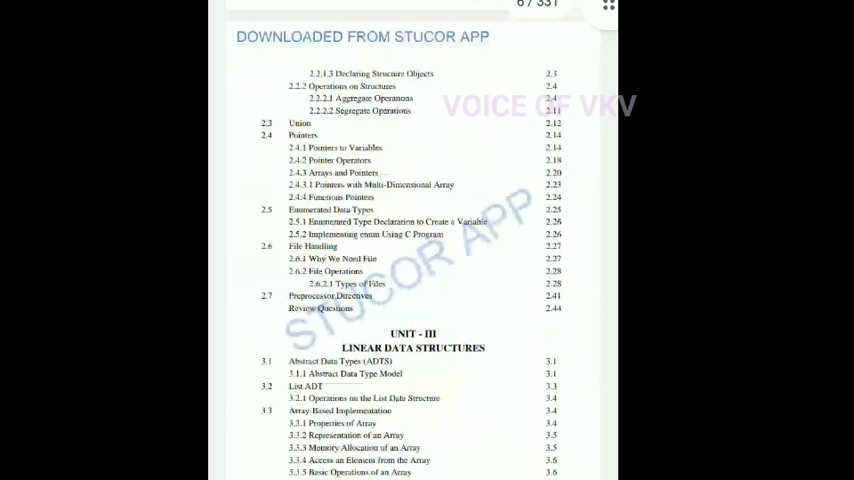 6 / 331
DOWNLOADED FROM STUCOR APP
2.2.1.3 Declaring Structure Objects 2.3
2.2.2 Operations on Structures 2.4
2.2.2.1 Aggregate Operations 2.4
2.2.2.2 Segregate Operations 2.11
VOICE OF VKV
2.3 Union 2.12
2.4 Pointers 2.14
2.4.1 Pointers to Variables 2.14
2.4.2 Pointer Operators 2.18
2.4.3 Arrays and Pointers 2.20
2.4.3.1 Pointers with Multi-Dimensional Array 2.23
2.4.4 Functions Pointers 2.24
2.5 Enumerated Data Types 2.25
2.5.1 Enumerated Type Declaration to Create a Variable 2.26
2.5.2 Implementing enum Using C Program 2.26
2.6 File Handling 2.27
2.6.1 Why We Need File 2.27
2.6.2 File Operations 2.28
2.6.2.1 Types of Files 2.28
2.7 Preprocessor Directives 2.41
Review Questions 2.44
STUCOR APP
UNIT - III
LINEAR DATA STRUCTURES
3.1 Abstract Data Types (ADTS) 3.1
3.1.1 Abstract Data Type Model 3.1
3.2 List ADT 3.3
3.2.1 Operations on the List Data Structure 3.4
3.3 Array-Based Implementation 3.4
3.3.1 Properties of Array 3.4
3.3.2 Representation of an Array 3.5
3.3.3 Memory Allocation of an Array 3.5
3.3.4 Access an Element from the Array 3.6
3.3.5 Basic Operations of an Array 3.6